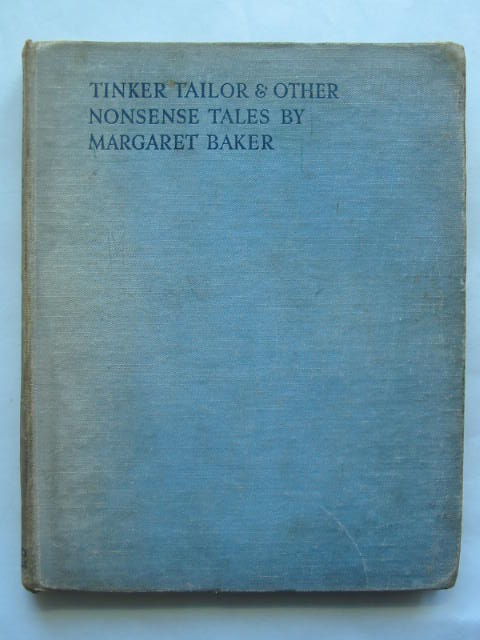 TINKER TAILOR & OTHER
NONSENSE TALES BY
MARGARET BAKER